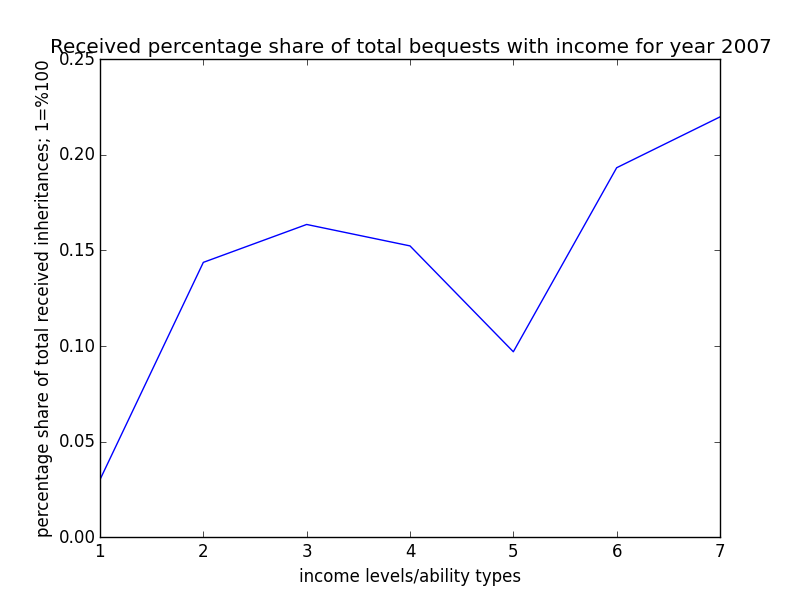 Received percentage share of total bequests with income for year 2007
percentage share of total received inheritances; 1=%100
0.25
0.20
0.15
0.10
0.05
0.00
1 2 3 4 5 6 7
income levels/ability types